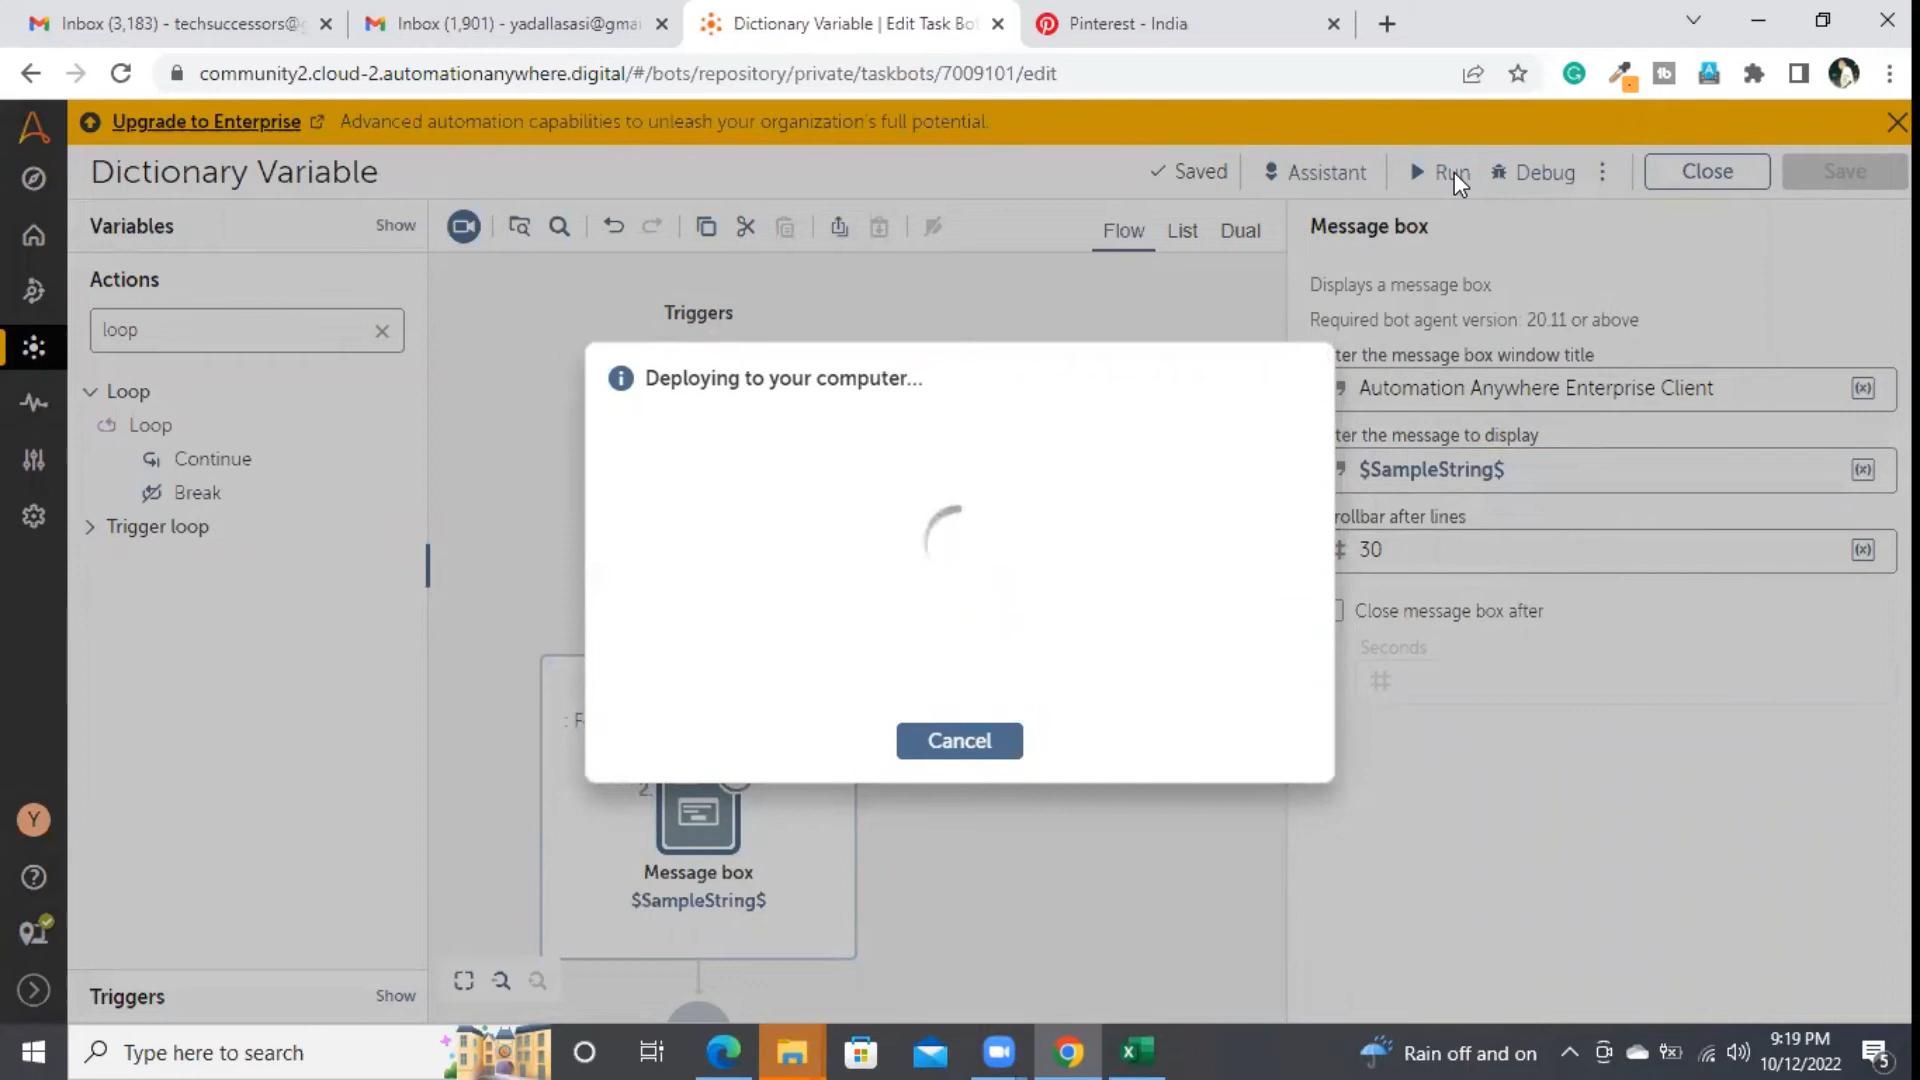 Inbox (3,183) - techsuccessors@g
Inbox (1,901) - yadallasasi@gmai
Dictionary Variable | Edit Task Bot
Pinterest - India
community2.cloud-2.automationanywhere.digital/#/bots/repository/private/taskbots/7009101/edit
Upgrade to Enterprise
Advanced automation capabilities to unleash your organization's full potential.
Dictionary Variable
Saved
Assistant
Run
Debug
Close
Save
Variables
Show
Flow
List
Dual
Message box
Actions
loop
Displays a message box
Required bot agent version: 20.11 or above
Triggers
ter the message box window title
Automation Anywhere Enterprise Client
Deploying to your computer...
Loop
Loop
Continue
Break
Trigger loop
ter the message to display
$SampleString$
rollbar after lines
30
Close message box after
Seconds
: F
Cancel
2.
Message box
$SampleString$
Y
Triggers
Show
Type here to search
Rain off and on
9:19 PM
10/12/2022
5